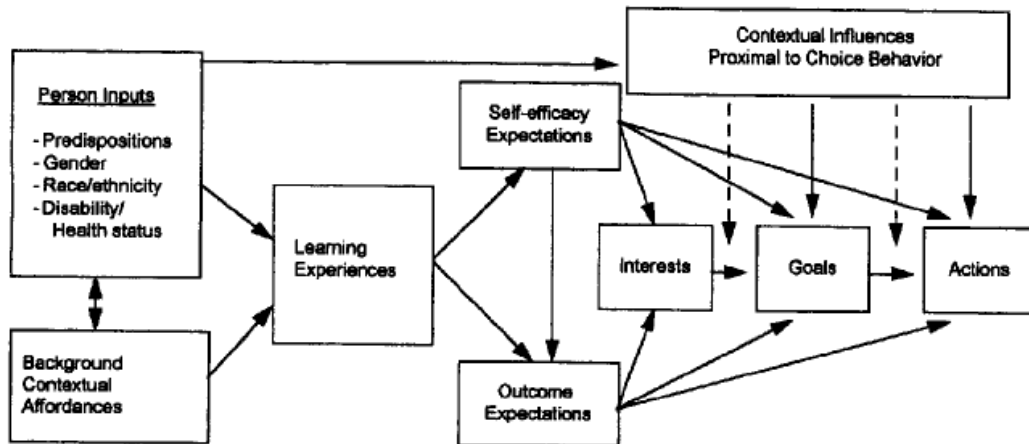 Person Inputs
- Predispositions
- Gender
- Race/ethnicity
- Disability/
Health status
Background
Contextual
Affordances
Learning
Experiences
Self-efficacy
Expectations
Outcome
Expectations
Contextual Influences
Proximal to Choice Behavior
Interests
Goals
Actions